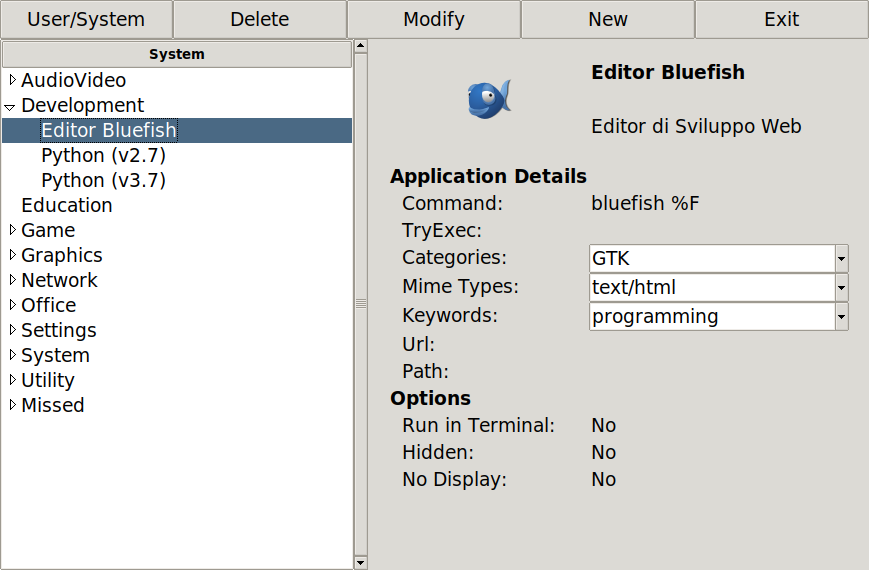 User/System Delete Modify New Exit
System
AudioVideo
Development
Editor Bluefish
Python (v2.7)
Python (v3.7)
Education
Game
Graphics
Network
Office
Settings
System
Utility
Missed
Editor Bluefish
Editor di Sviluppo Web
Application Details
Command: bluefish %F
TryExec:
Categories: GTK
Mime Types: text/html
Keywords: programming
Url:
Path:
Options
Run in Terminal: No
Hidden: No
No Display: No